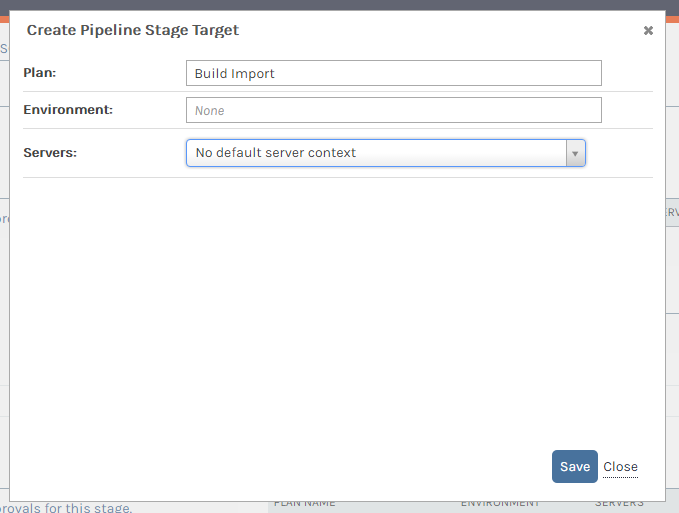 Create Pipeline Stage Target
Plan:
Build Import
Environment:
None
Servers:
No default server context
Save
Close
provals for this stage.
PLAN NAME
ENVIRONMENT
SERVERS